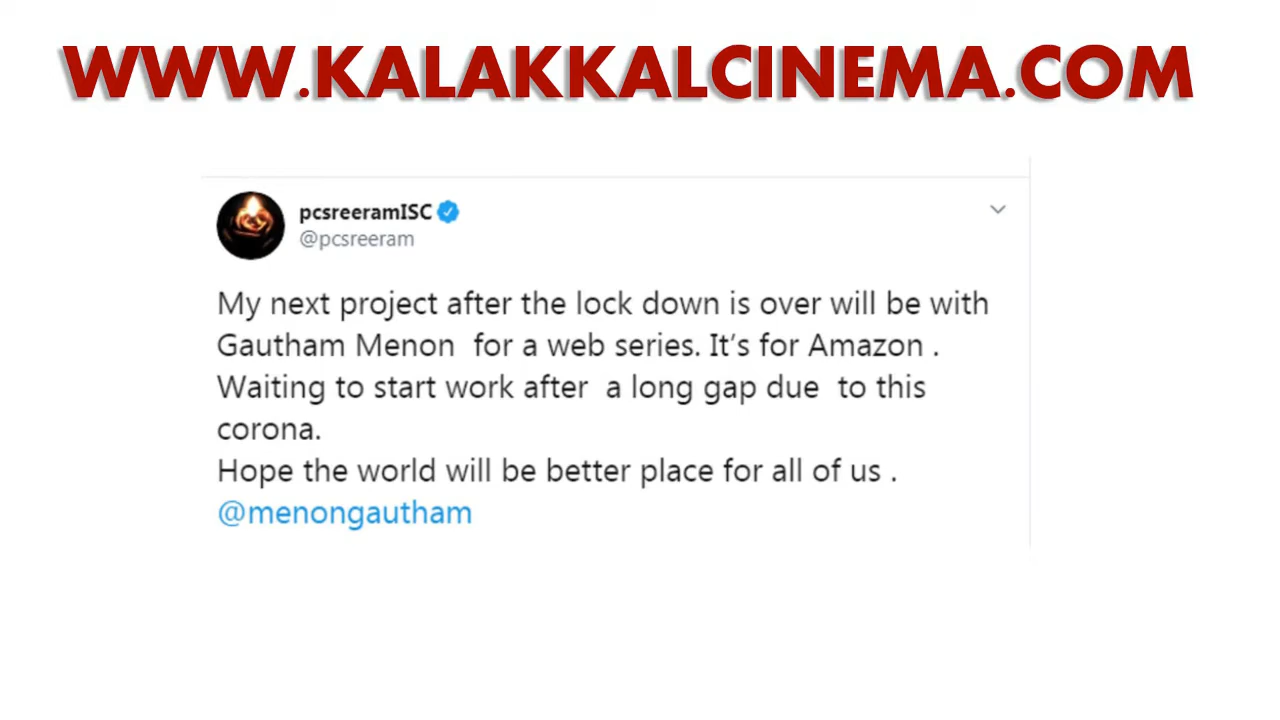 WWW.KALAKKALCINEMA.COM
pcsreeramISC
@pcsreeram
My next project after the lock down is over will be with
Gautham Menon  for a web series. It's for Amazon .
Waiting to start work after  a long gap due  to this
corona.
Hope the world will be better place for all of us .
@menongautham